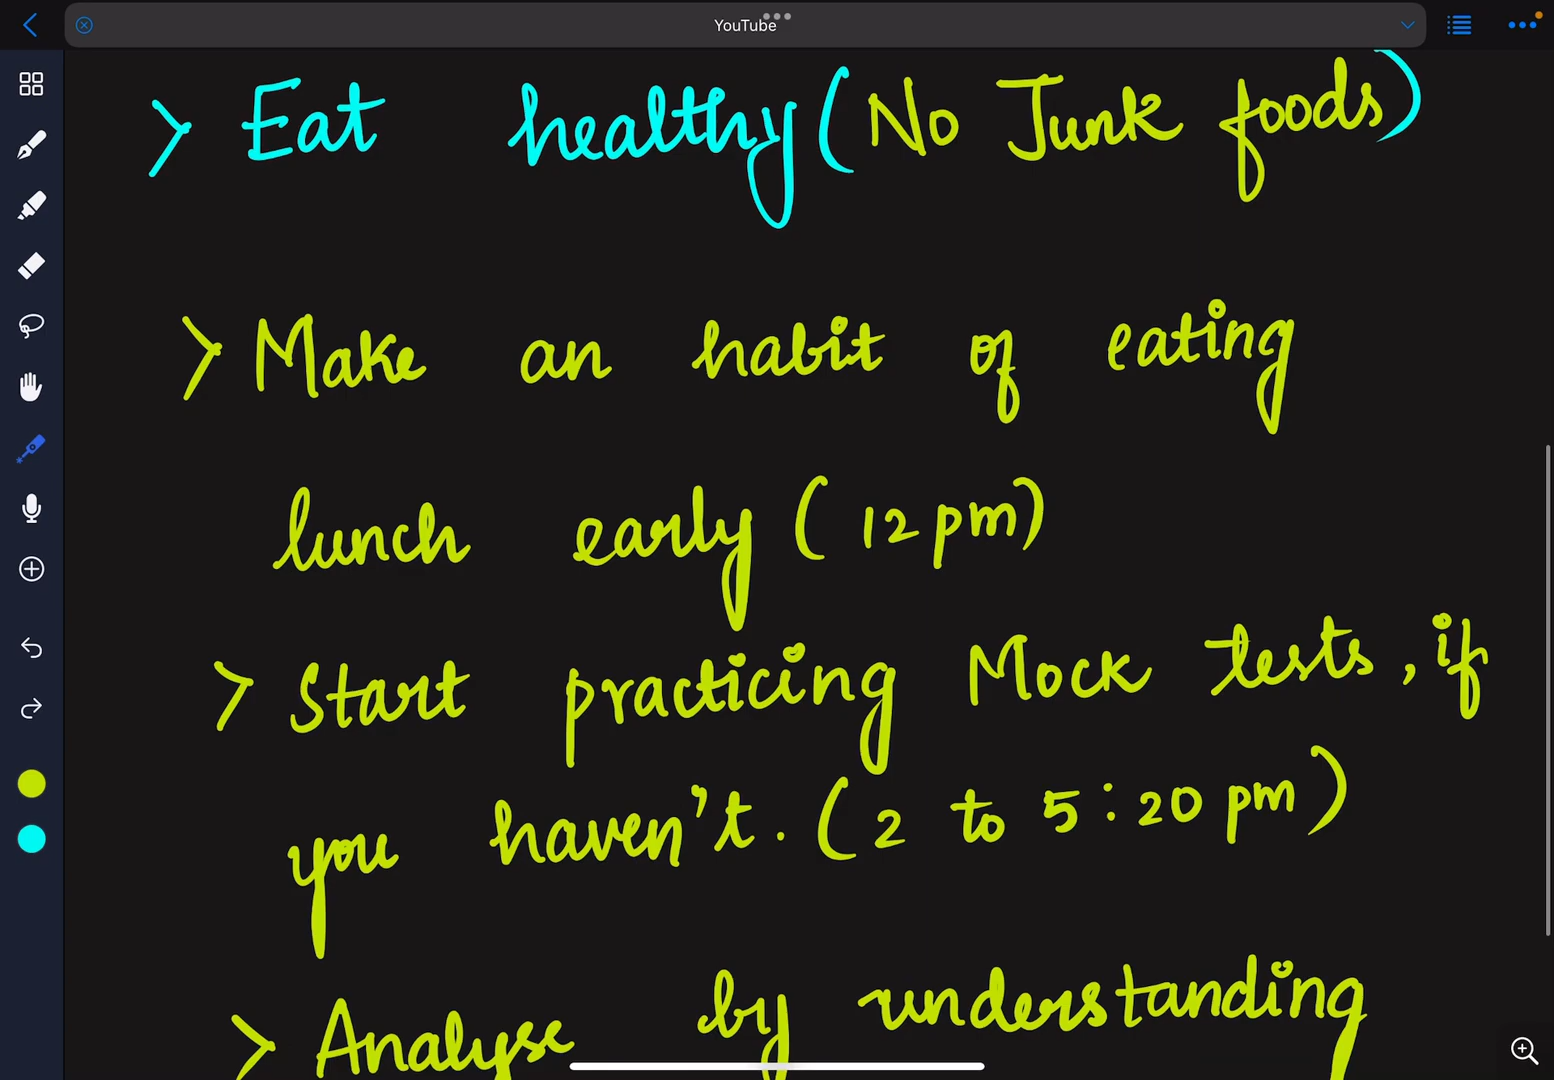 YouTube
> Eat healthy (No Junk foods)
> Make an habit of eating
lunch early (12 pm)
> Start practicing Mock tests, if
you haven't. (2 to 5:20 pm)
> Analyse by understanding